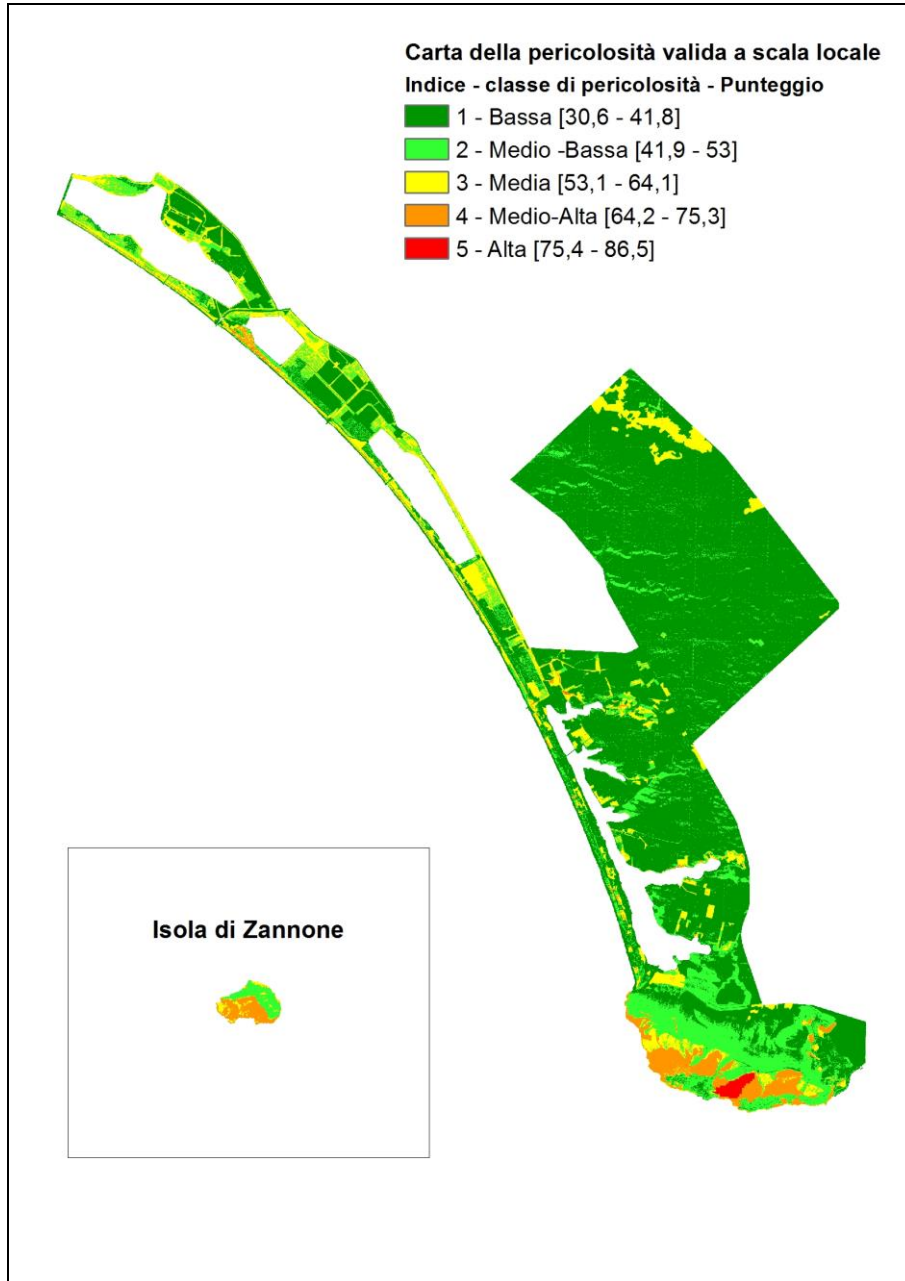 Carta della pericolosità valida a scala locale
Indice - classe di pericolosità - Punteggio
1 - Bassa [30,6 - 41,8]
2 - Medio -Bassa [41,9 - 53]
3 - Media [53,1 - 64,1]
4 - Medio-Alta [64,2 - 75,3]
5 - Alta [75,4 - 86,5]
Isola di Zannone